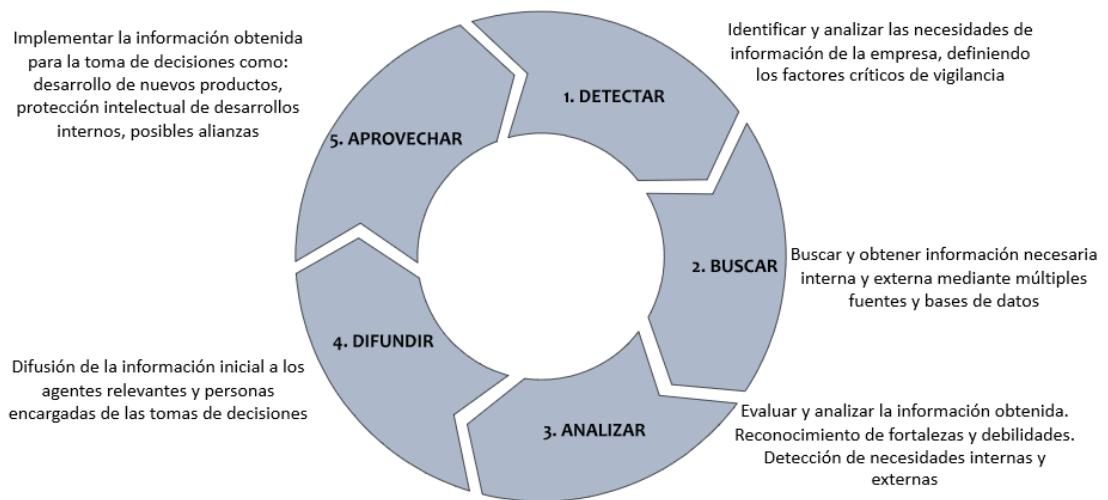 1. DETECTAR
Identificar y analizar las necesidades de
información de la empresa, definiendo
los factores críticos de vigilancia
2. BUSCAR
Buscar y obtener información necesaria
interna y externa mediante múltiples
fuentes y bases de datos
3. ANALIZAR
Evaluar y analizar la información obtenida.
Reconocimiento de fortalezas y debilidades.
Detección de necesidades internas y
externas
4. DIFUNDIR
Difusión de la información inicial a los
agentes relevantes y personas
encargadas de las tomas de decisiones
5. APROVECHAR
Implementar la información obtenida
para la toma de decisiones como:
desarrollo de nuevos productos,
protección intelectual de desarrollos
internos, posibles alianzas